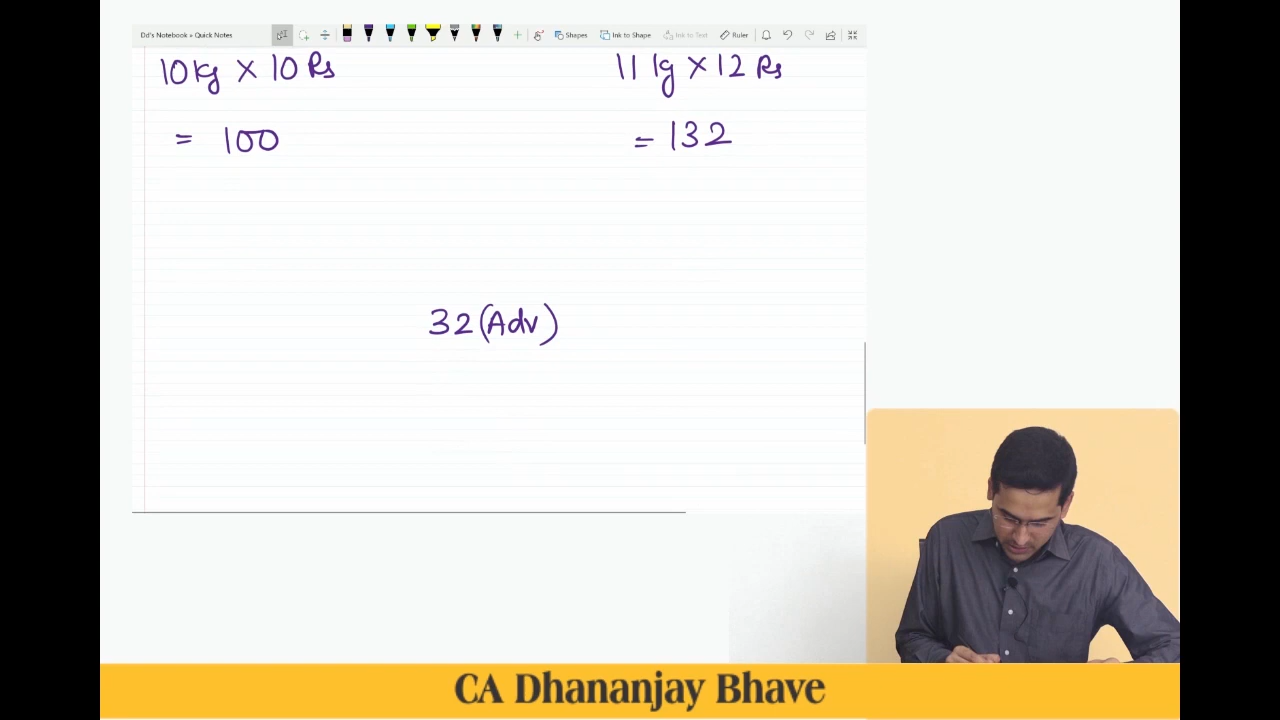 Dd's Notebook » Quick Notes
Shapes Ink to Shape Ink to Text Ruler
10 kg × 10 Rs 11 kg × 12 Rs
= 100 = 132
32 (Adv)
CA Dhananjay Bhave